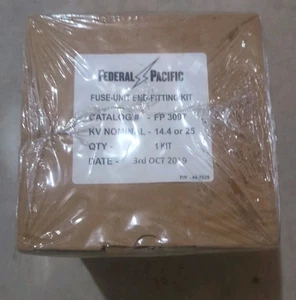 FEDERAL PACIFIC
FUSE-UNIT END-FITTING KIT
CATALOG # - FP 3097
KV NOMINAL - 14.4 or 25
QTY - 1 KIT
DATE - 3rd OCT 2019
P/N